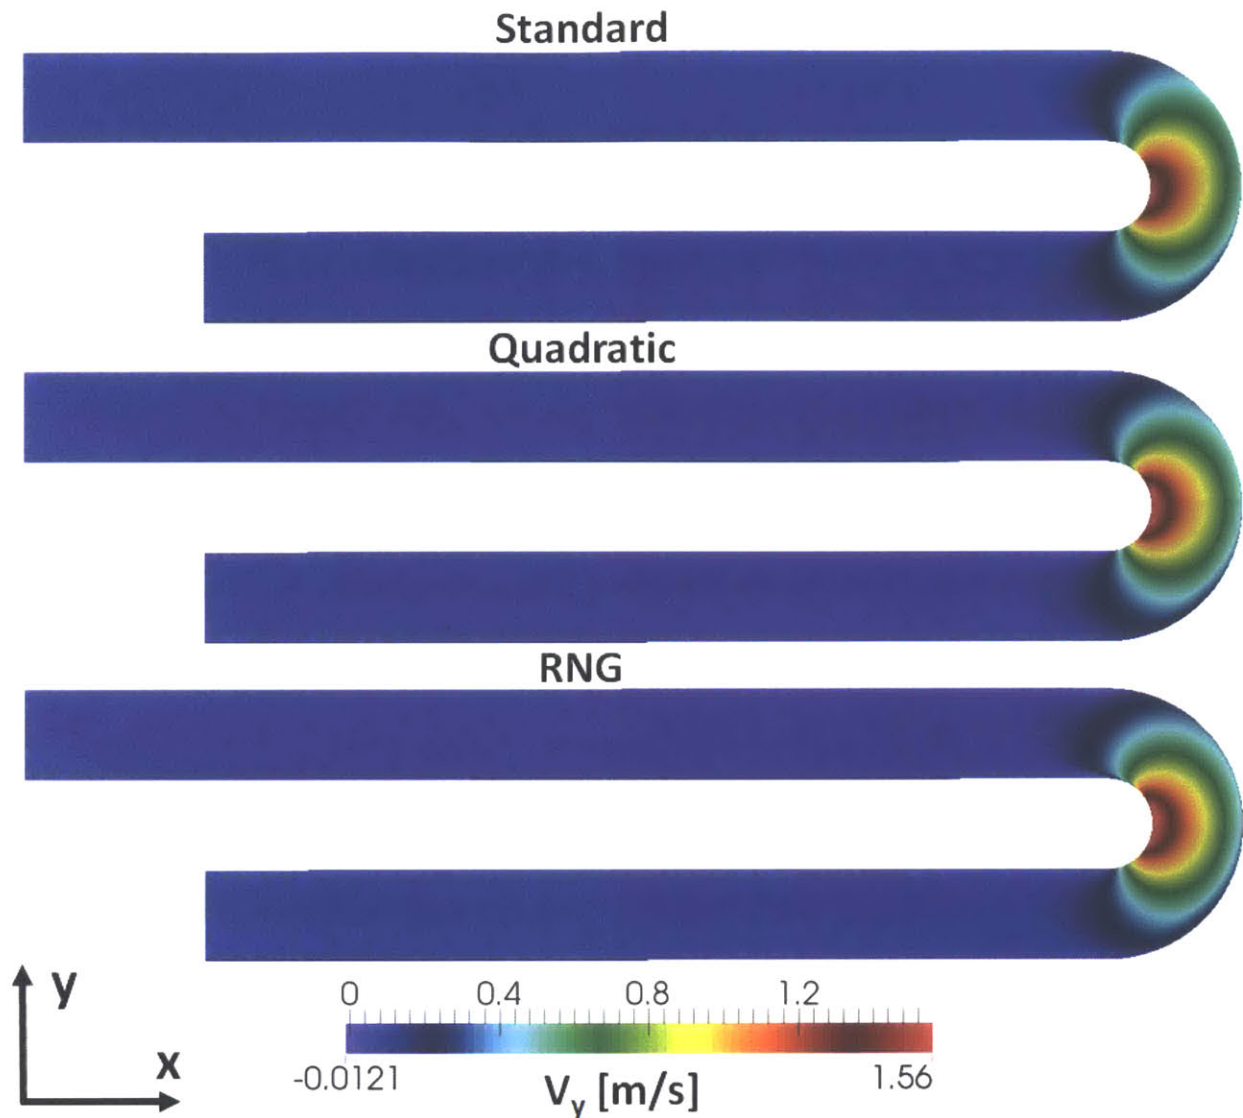 Standard
Quadratic
RNG
y
x
0 0.4 0.8 1.2
-0.0121 1.56
Vy [m/s]